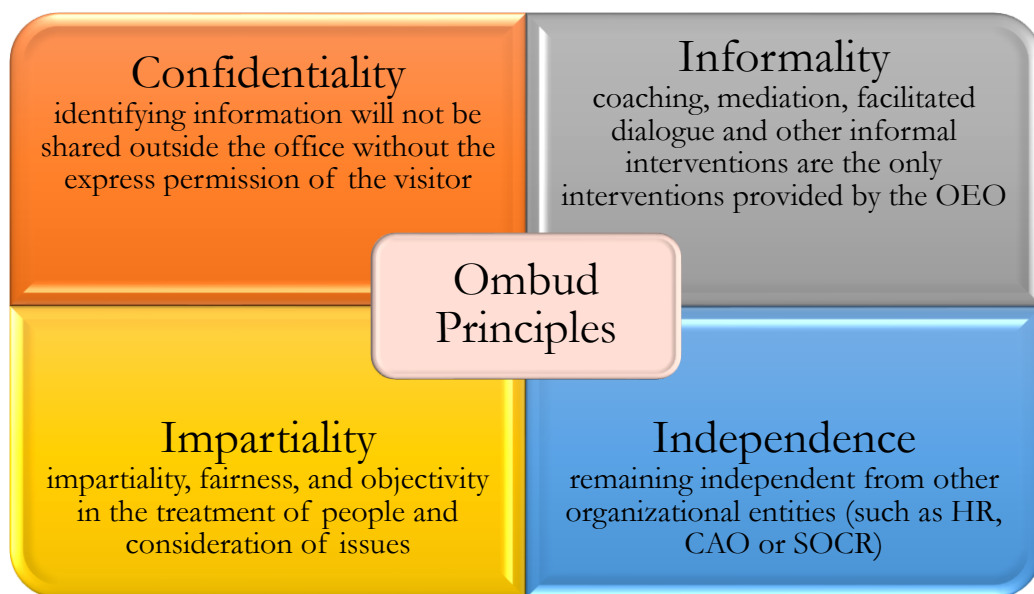 Confidentiality
identifying information will not be
shared outside the office without the
express permission of the visitor
Informality
coaching, mediation, facilitated
dialogue and other informal
interventions are the only
interventions provided by the OEO
Ombud
Principles
Impartiality
impartiality, fairness, and objectivity
in the treatment of people and
consideration of issues
Independence
remaining independent from other
organizational entities (such as HR,
CAO or SOCR)